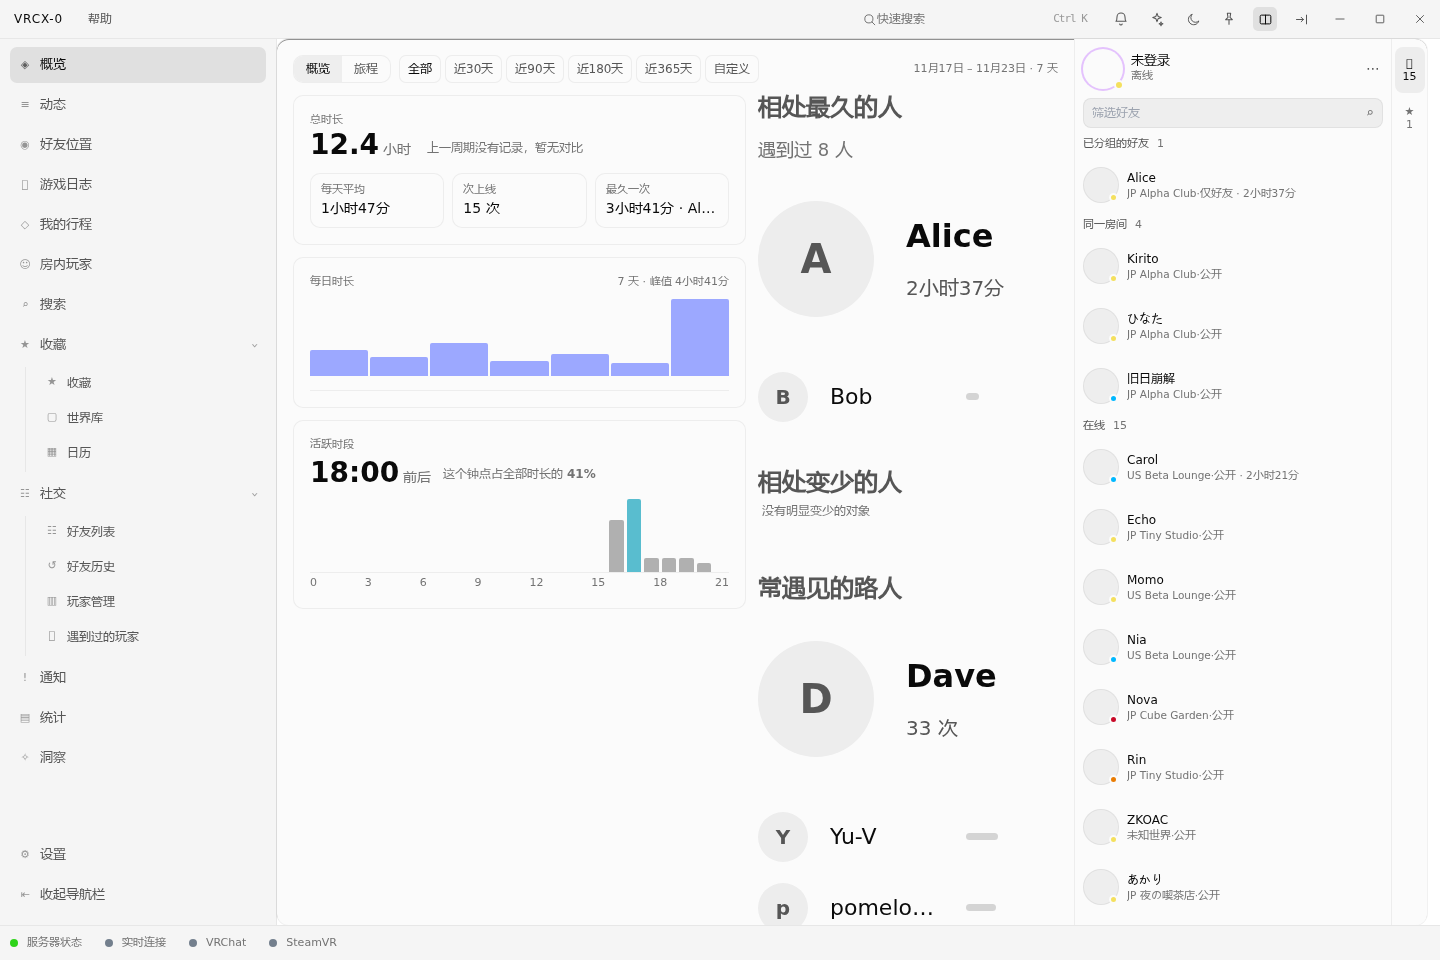 VRCX-0 帮助 快速搜索 Ctrl K
概览
动态
好友位置
游戏日志
我的行程
房内玩家
搜索
收藏
收藏
世界库
日历
社交
好友列表
好友历史
玩家管理
遇到过的玩家
通知
统计
洞察
设置
收起导航栏
概览 旅程 全部 近30天 近90天 近180天 近365天 自定义 11月17日 – 11月23日 · 7 天
总时长
12.4 小时 上一周期没有记录，暂无对比
每天平均
1小时47分
次上线
15 次
最久一次
3小时41分 · Al…
每日时长 7 天 · 峰值 4小时41分
活跃时段
18:00 前后 这个钟点占全部时长的 41%
0 3 6 9 12 15 18 21
相处最久的人
遇到过 8 人
A
Alice
2小时37分
B Bob
相处变少的人
没有明显变少的对象
常遇见的路人
D
Dave
33 次
Y Yu-V
p pomelo…
未登录
离线
筛选好友
已分组的好友 1
Alice
JP Alpha Club·仅好友 · 2小时37分
同一房间 4
Kirito
JP Alpha Club·公开
ひなた
JP Alpha Club·公开
旧日崩解
JP Alpha Club·公开
在线 15
Carol
US Beta Lounge·公开 · 2小时21分
Echo
JP Tiny Studio·公开
Momo
US Beta Lounge·公开
Nia
US Beta Lounge·公开
Nova
JP Cube Garden·公开
Rin
JP Tiny Studio·公开
ZKOAC
未知世界·公开
あかり
JP 夜の喫茶店·公开
15
1
服务器状态 实时连接 VRChat SteamVR